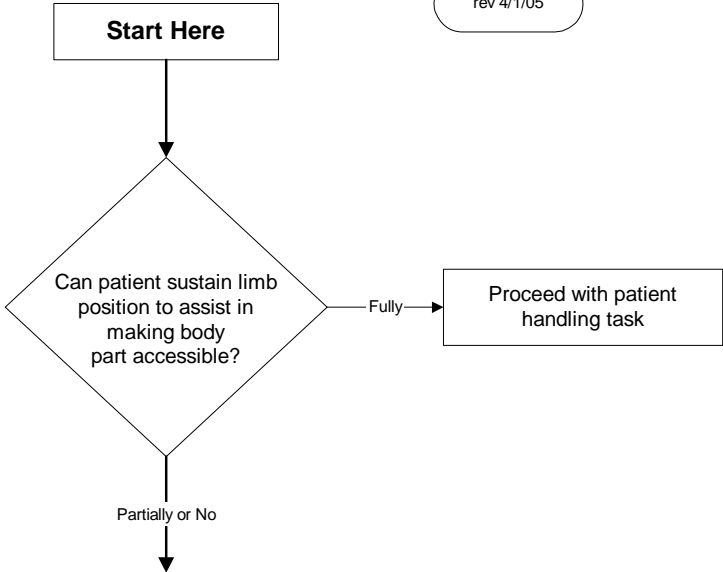 rev 4/1/05
Start Here
Can patient sustain limb
position to assist in
making body
part accessible?
Fully
Proceed with patient
handling task
Partially or No